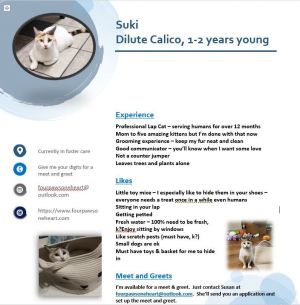 Suki
Dilute Calico, 1-2 years young
Experience
Professional Lap Cat – serving humans for over 12 months
Mom to five amazing kittens but I'm done with that now
Grooming experience – keep my fur neat and clean
Good communicator – you'll know when I want some love
Not a counter jumper
Leaves trees and plants alone
Currently in foster care
Give me your digits for a
meet and greet
fourpawsoneheart@
outlook.com
https://www.fourpawso
neheart.com
Likes
Little toy mice – I especially like to hide them in your shoes –
everyone needs a treat once in a while even humans
Sitting in your lap
Getting petted
Fresh water – 100% need to be fresh,
k?Enjoy sitting by windows
Like scratch posts (must have, k?)
Small dogs are ok
Must have toys & basket for me to hide
in
Meet and Greets
I'm available for a meet & greet. Just contact Susan at
fourpawsoneheart@outlook.com. She'll send you an application and
set up the meet and greet.